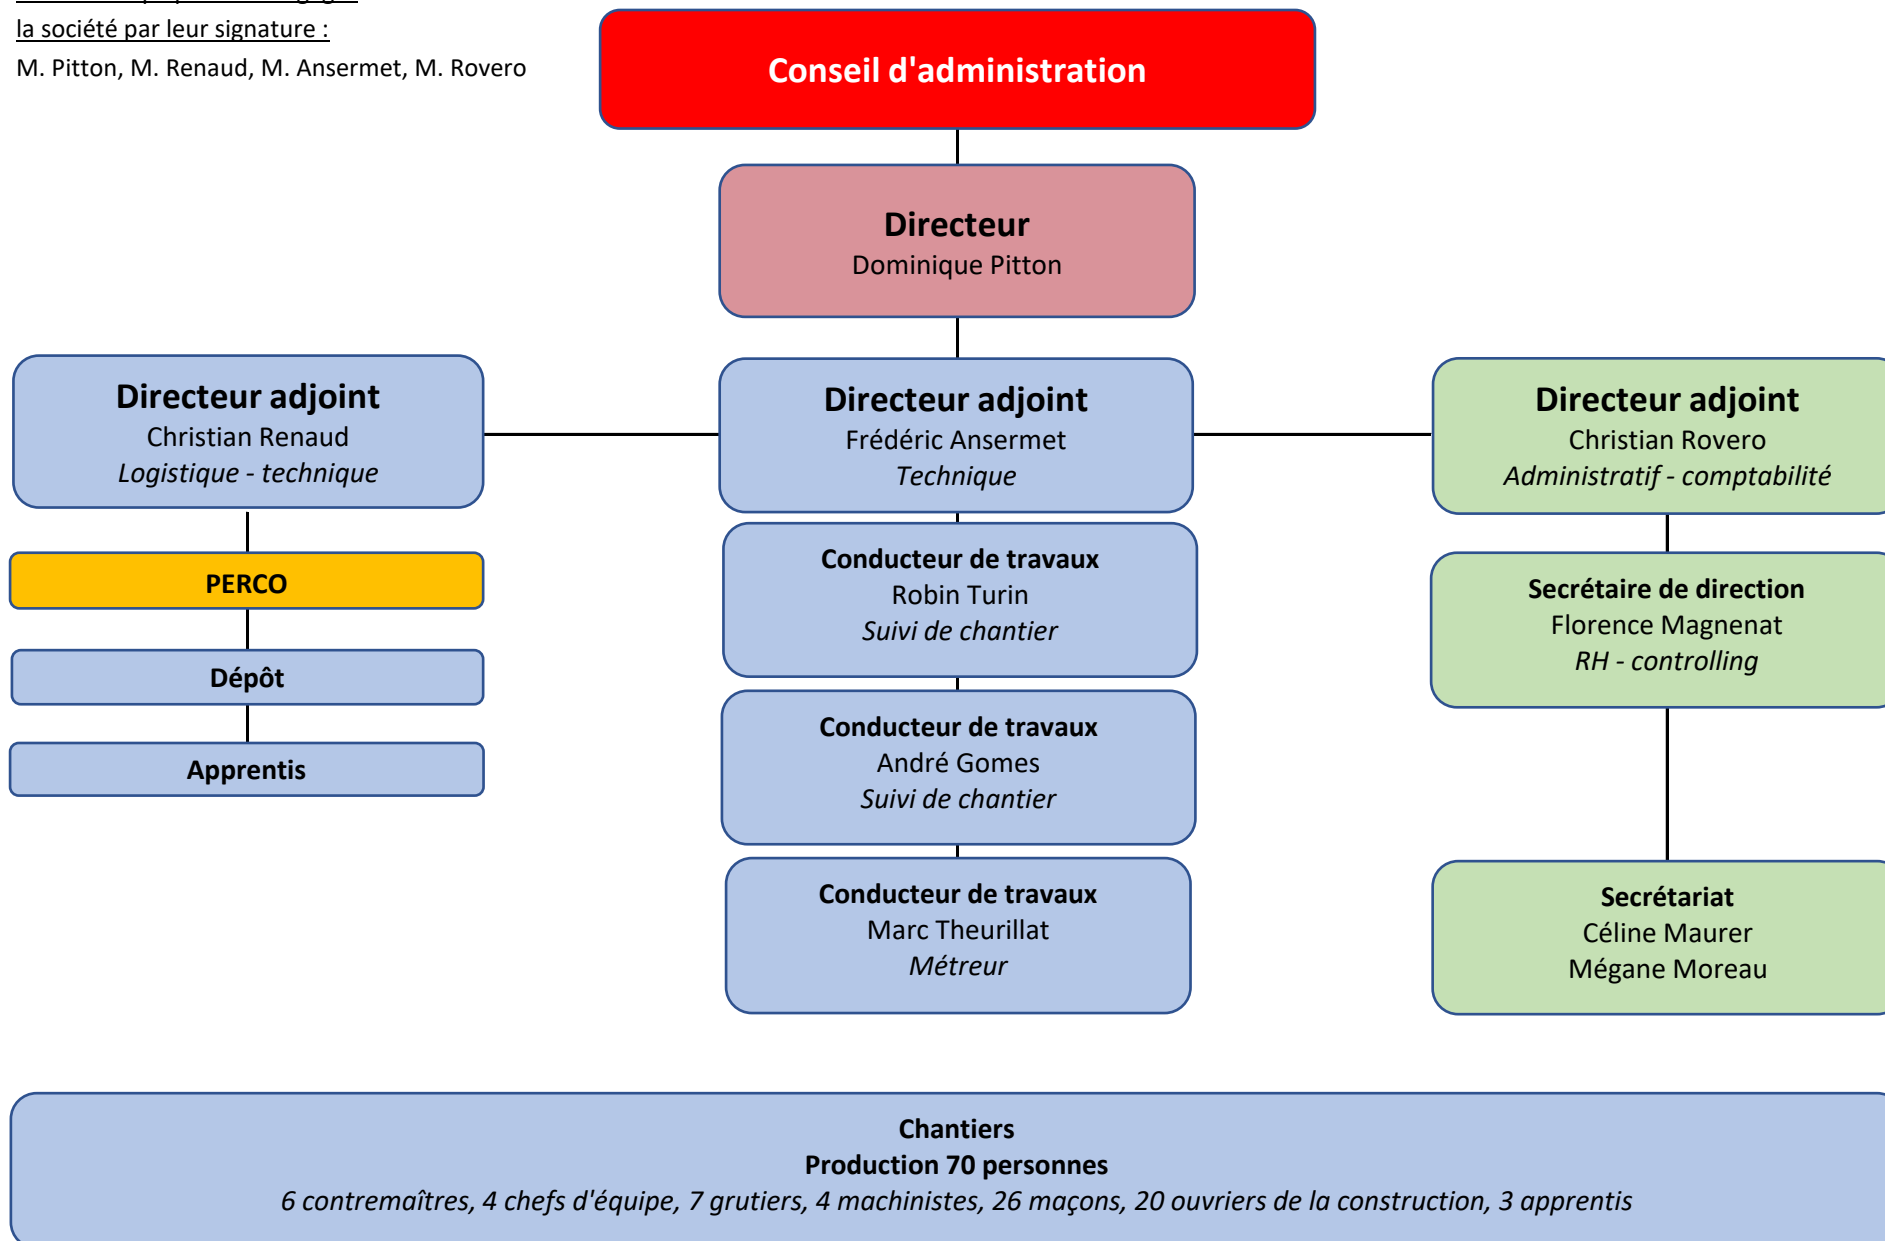 la société par leur signature :
M. Pitton, M. Renaud, M. Ansermet, M. Rovero
Conseil d'administration
Directeur
Dominique Pitton
Directeur adjoint
Christian Renaud
Logistique - technique
PERCO
Dépôt
Apprentis
Directeur adjoint
Frédéric Ansermet
Technique
Conducteur de travaux
Robin Turin
Suivi de chantier
Conducteur de travaux
André Gomes
Suivi de chantier
Conducteur de travaux
Marc Theurillat
Métreur
Directeur adjoint
Christian Rovero
Administratif - comptabilité
Secrétaire de direction
Florence Magnenat
RH - controlling
Secrétariat
Céline Maurer
Mégane Moreau
Chantiers
Production 70 personnes
6 contremaîtres, 4 chefs d'équipe, 7 grutiers, 4 machinistes, 26 maçons, 20 ouvriers de la construction, 3 apprentis